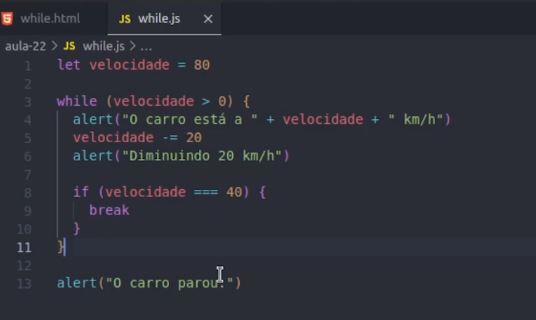 while.html
JS while.js ×
aula-22 > JS while.js > ...
1 let velocidade = 80
2
3 while (velocidade > 0) {
4 alert("O carro está a " + velocidade + " km/h")
5 velocidade -= 20
6 alert("Diminuindo 20 km/h")
7
8 if (velocidade === 40) {
9 break
10 }
11 }
12
13 alert("O carro parou.")